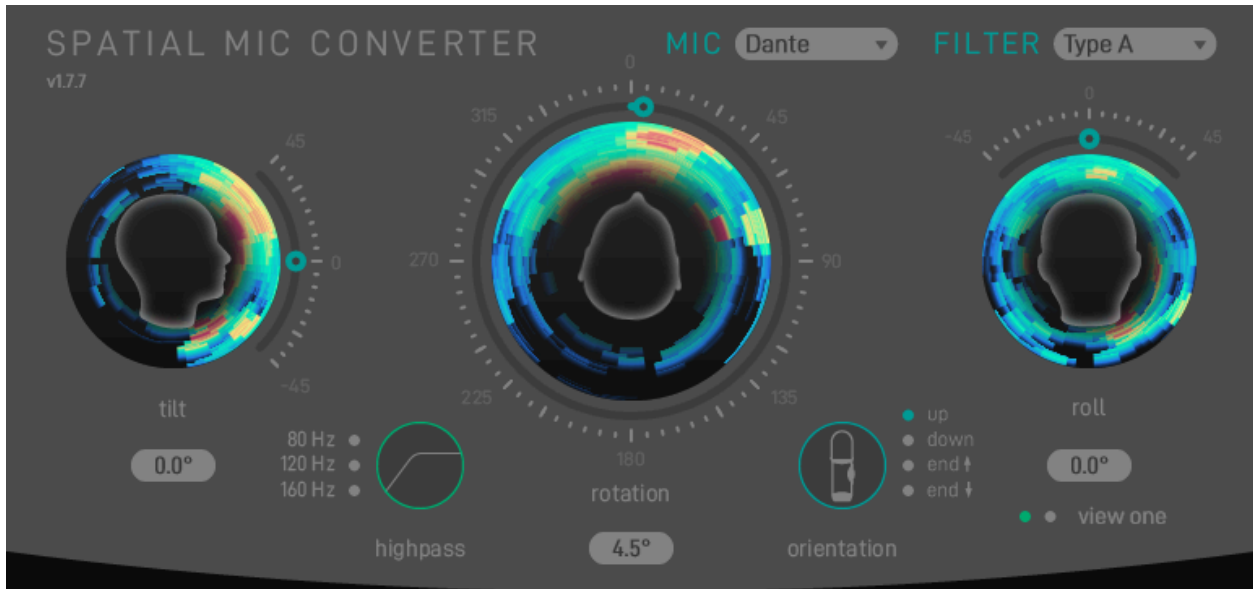 SPATIAL MIC CONVERTER
MIC Dante
FILTER Type A
v1.7.7
45
0
-45
tilt
0.0°
0
45
90
135
180
225
270
315
rotation
4.5°
-45
0
45
roll
0.0°
80 Hz
120 Hz
160 Hz
highpass
up
down
end
end
orientation
view one